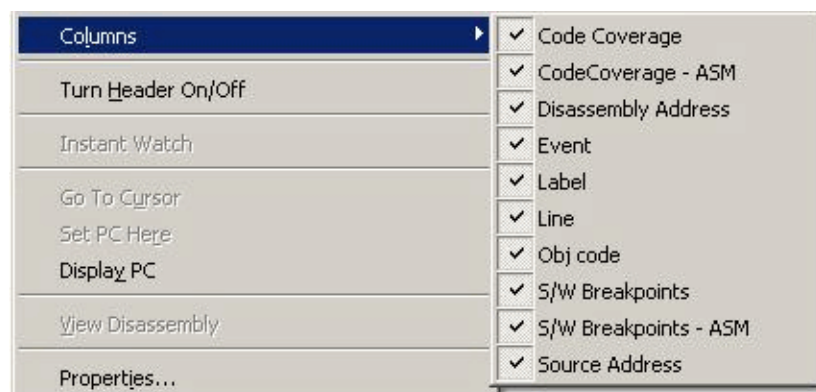 Columns
Turn Header On/Off
Instant Watch
Go To Cursor
Set PC Here
Display PC
View Disassembly
Properties...
Code Coverage
CodeCoverage - ASM
Disassembly Address
Event
Label
Line
Obj code
S/W Breakpoints
S/W Breakpoints - ASM
Source Address